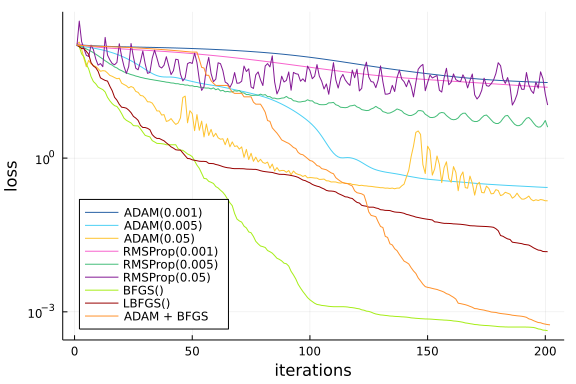 loss
10^0
10^-3
ADAM(0.001)
ADAM(0.005)
ADAM(0.05)
RMSProp(0.001)
RMSProp(0.005)
RMSProp(0.05)
BFGS()
LBFGS()
ADAM + BFGS
0 50 100 150 200
iterations